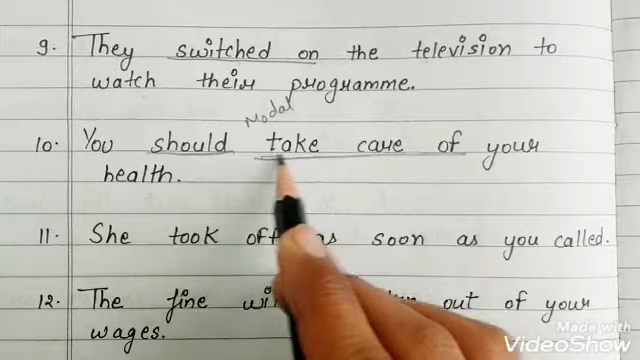 9. They switched on the television to
watch their programme.
Modal
10. You should take care of your
health.
11. She took off as soon as you called.
12. The fine out of your
wages.
Made with
VideoShow